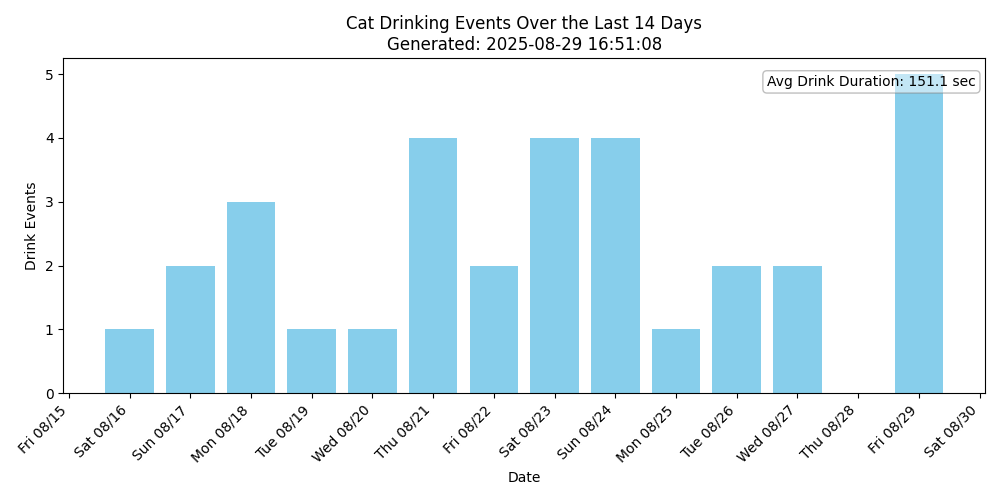 Cat Drinking Events Over the Last 14 Days
Generated: 2025-08-29 16:51:08
Avg Drink Duration: 151.1 sec
Drink Events
5
4
3
2
1
0
Fri 08/15
Sat 08/16
Sun 08/17
Mon 08/18
Tue 08/19
Wed 08/20
Thu 08/21
Fri 08/22
Sat 08/23
Sun 08/24
Mon 08/25
Tue 08/26
Wed 08/27
Thu 08/28
Fri 08/29
Sat 08/30
Date